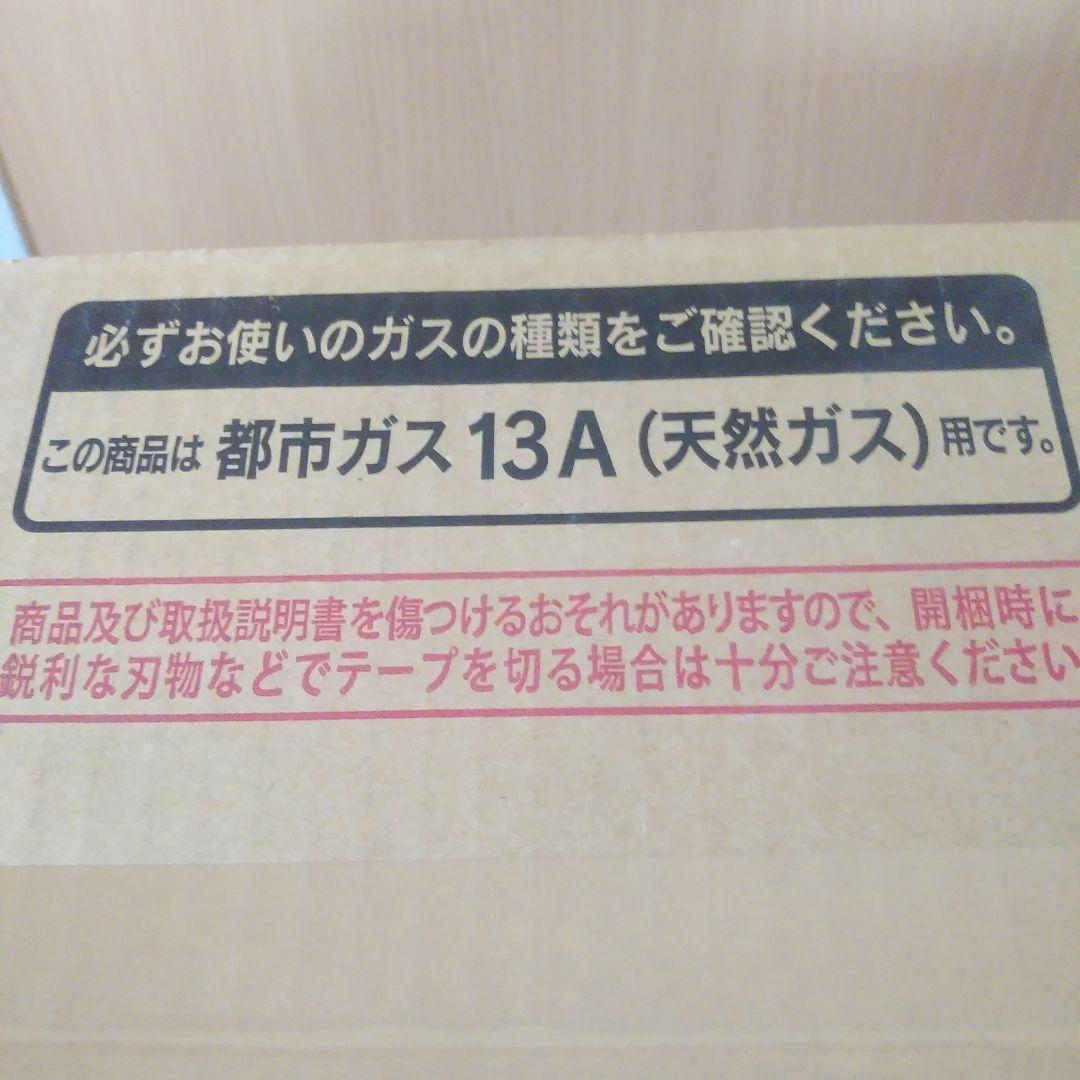 必ずお使いのガスの種類をご確認ください。
この商品は 都市ガス13A(天然ガス)用です。
商品及び取扱説明書を傷つけるおそれがありますので、開梱時に
鋭利な刃物などでテープを切る場合は十分ご注意ください